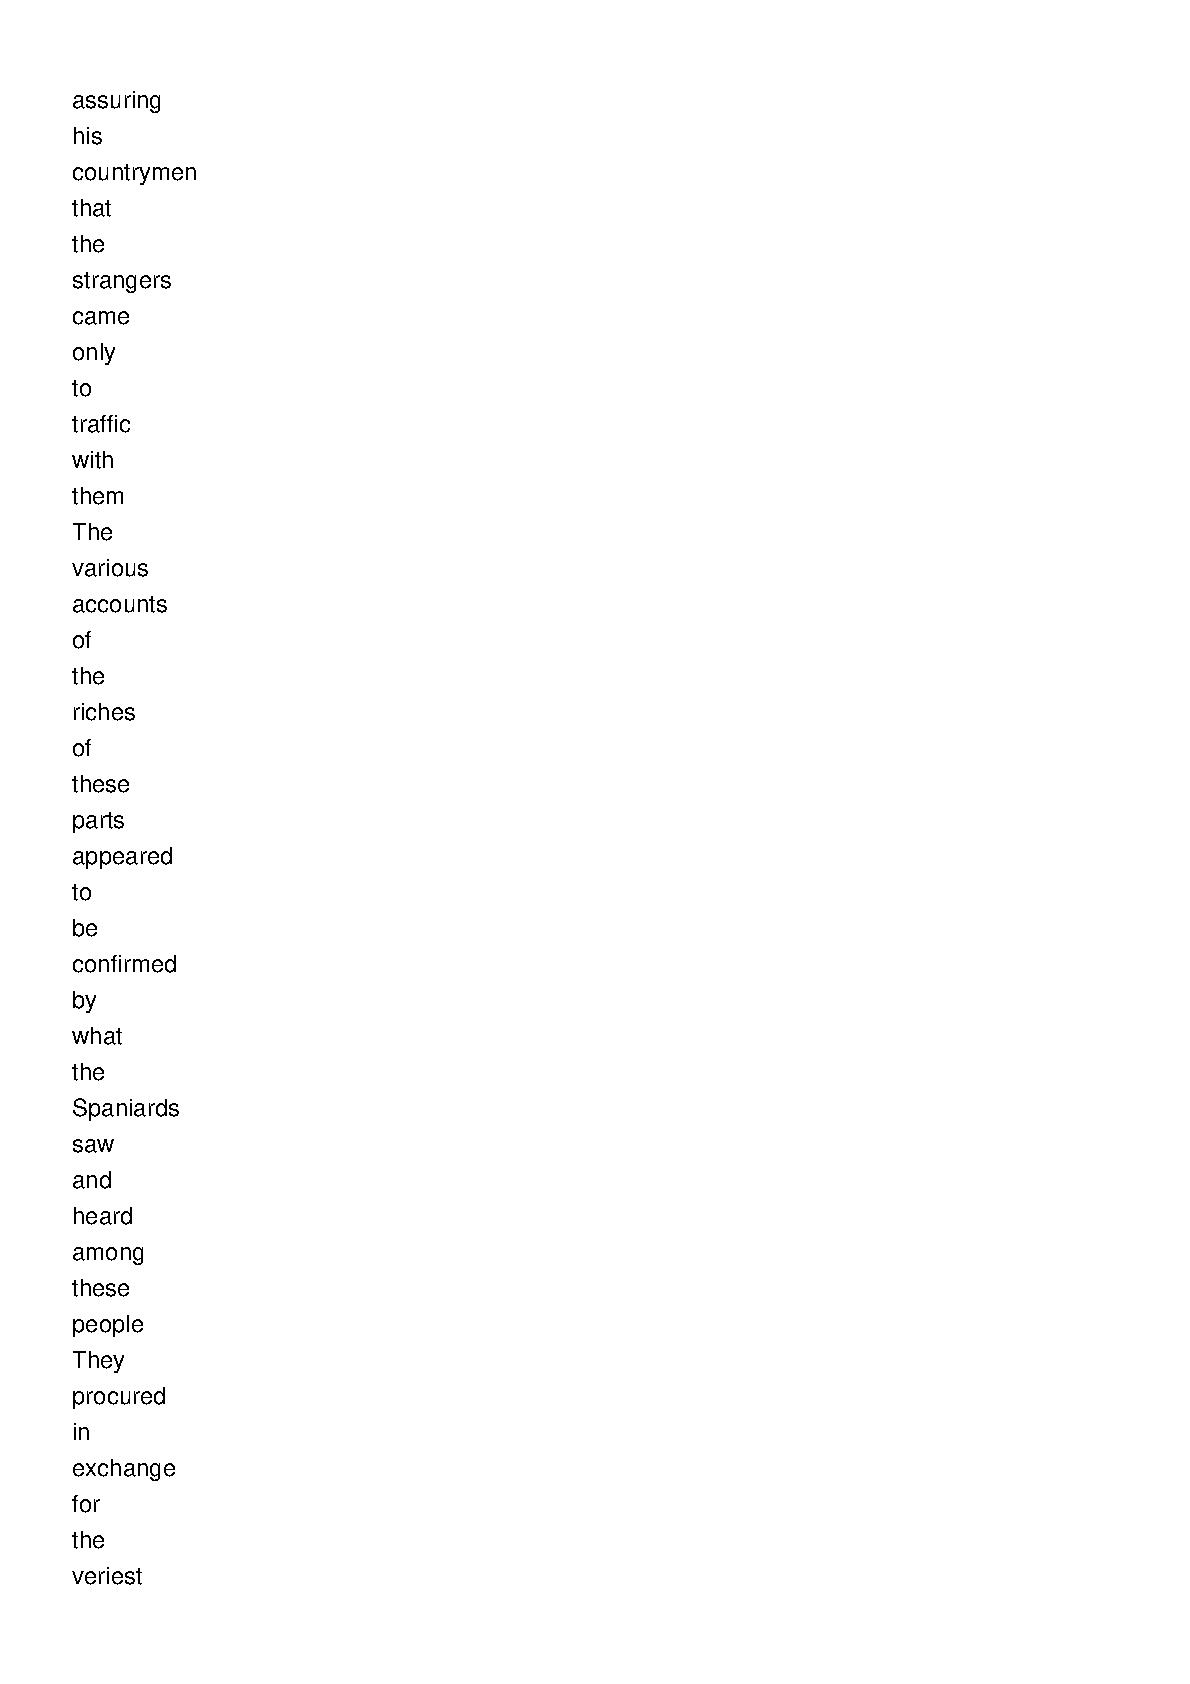 assuring
his
countrymen
that
the
strangers
came
only
to
traffic
with
them
The
various
accounts
of
the
riches
of
these
parts
appeared
to
be
confirmed
by
what
the
Spaniards
saw
and
heard
among
these
people
They
procured
in
exchange
for
the
veriest